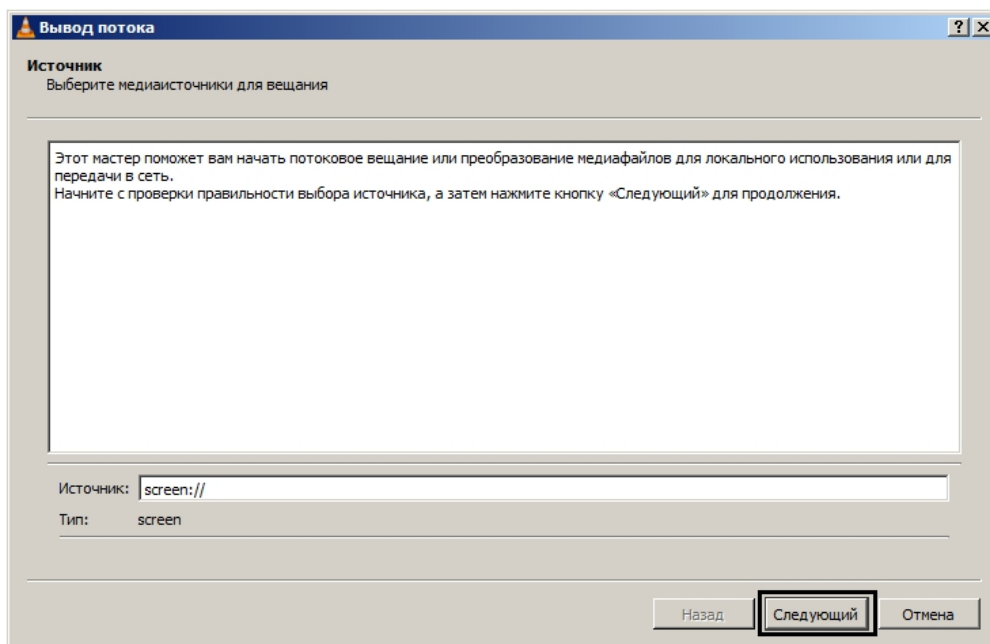 Вывод потока
Источник
Выберите медиаисточники для вещания
Этот мастер поможет вам начать потоковое вещание или преобразование медиафайлов для локального использования или для
передачи в сеть.
Начните с проверки правильности выбора источника, а затем нажмите кнопку «Следующий» для продолжения.
Источник: screen://
Тип: screen
Назад Следующий Отмена